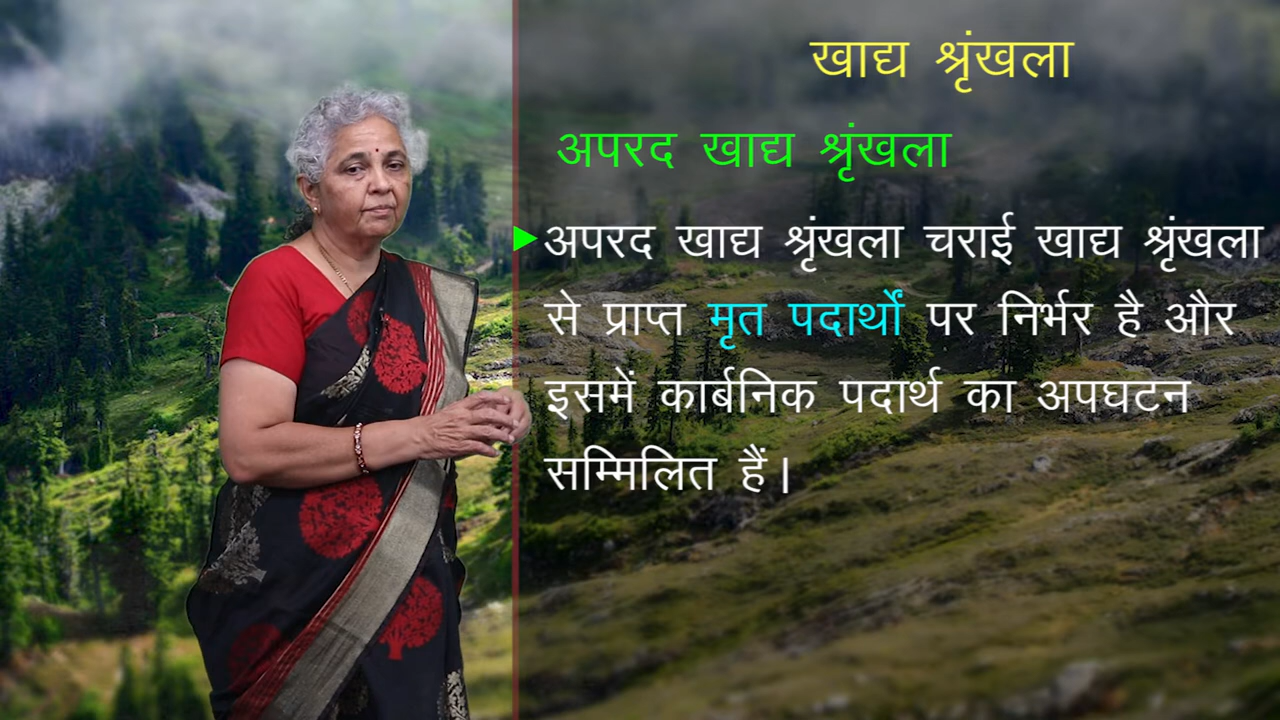 खाद्य श्रृंखला
अपरद खाद्य श्रृंखला
अपरद खाद्य श्रृंखला चराई खाद्य श्रृंखला
से प्राप्त मृत पदार्थों पर निर्भर है और
इसमें कार्बनिक पदार्थ का अपघटन
सम्मिलित हैं।